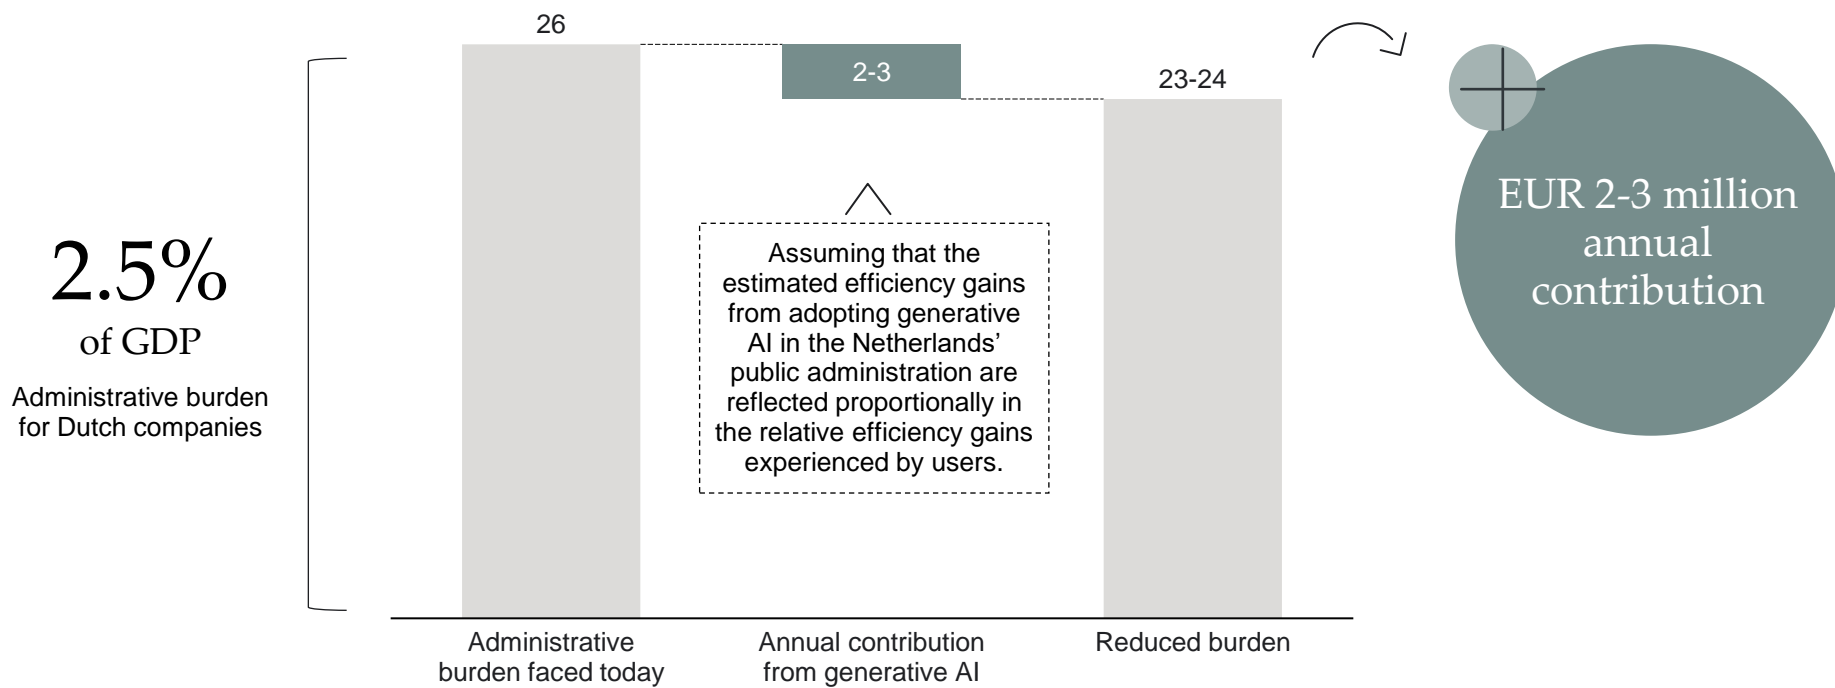 2.5%
of GDP
Administrative burden
for Dutch companies
26
2-3
23-24
Assuming that the
estimated efficiency gains
from adopting generative
AI in the Netherlands’
public administration are
reflected proportionally in
the relative efficiency gains
experienced by users.
Administrative
burden faced today
Annual contribution
from generative AI
Reduced burden
EUR 2-3 million
annual
contribution